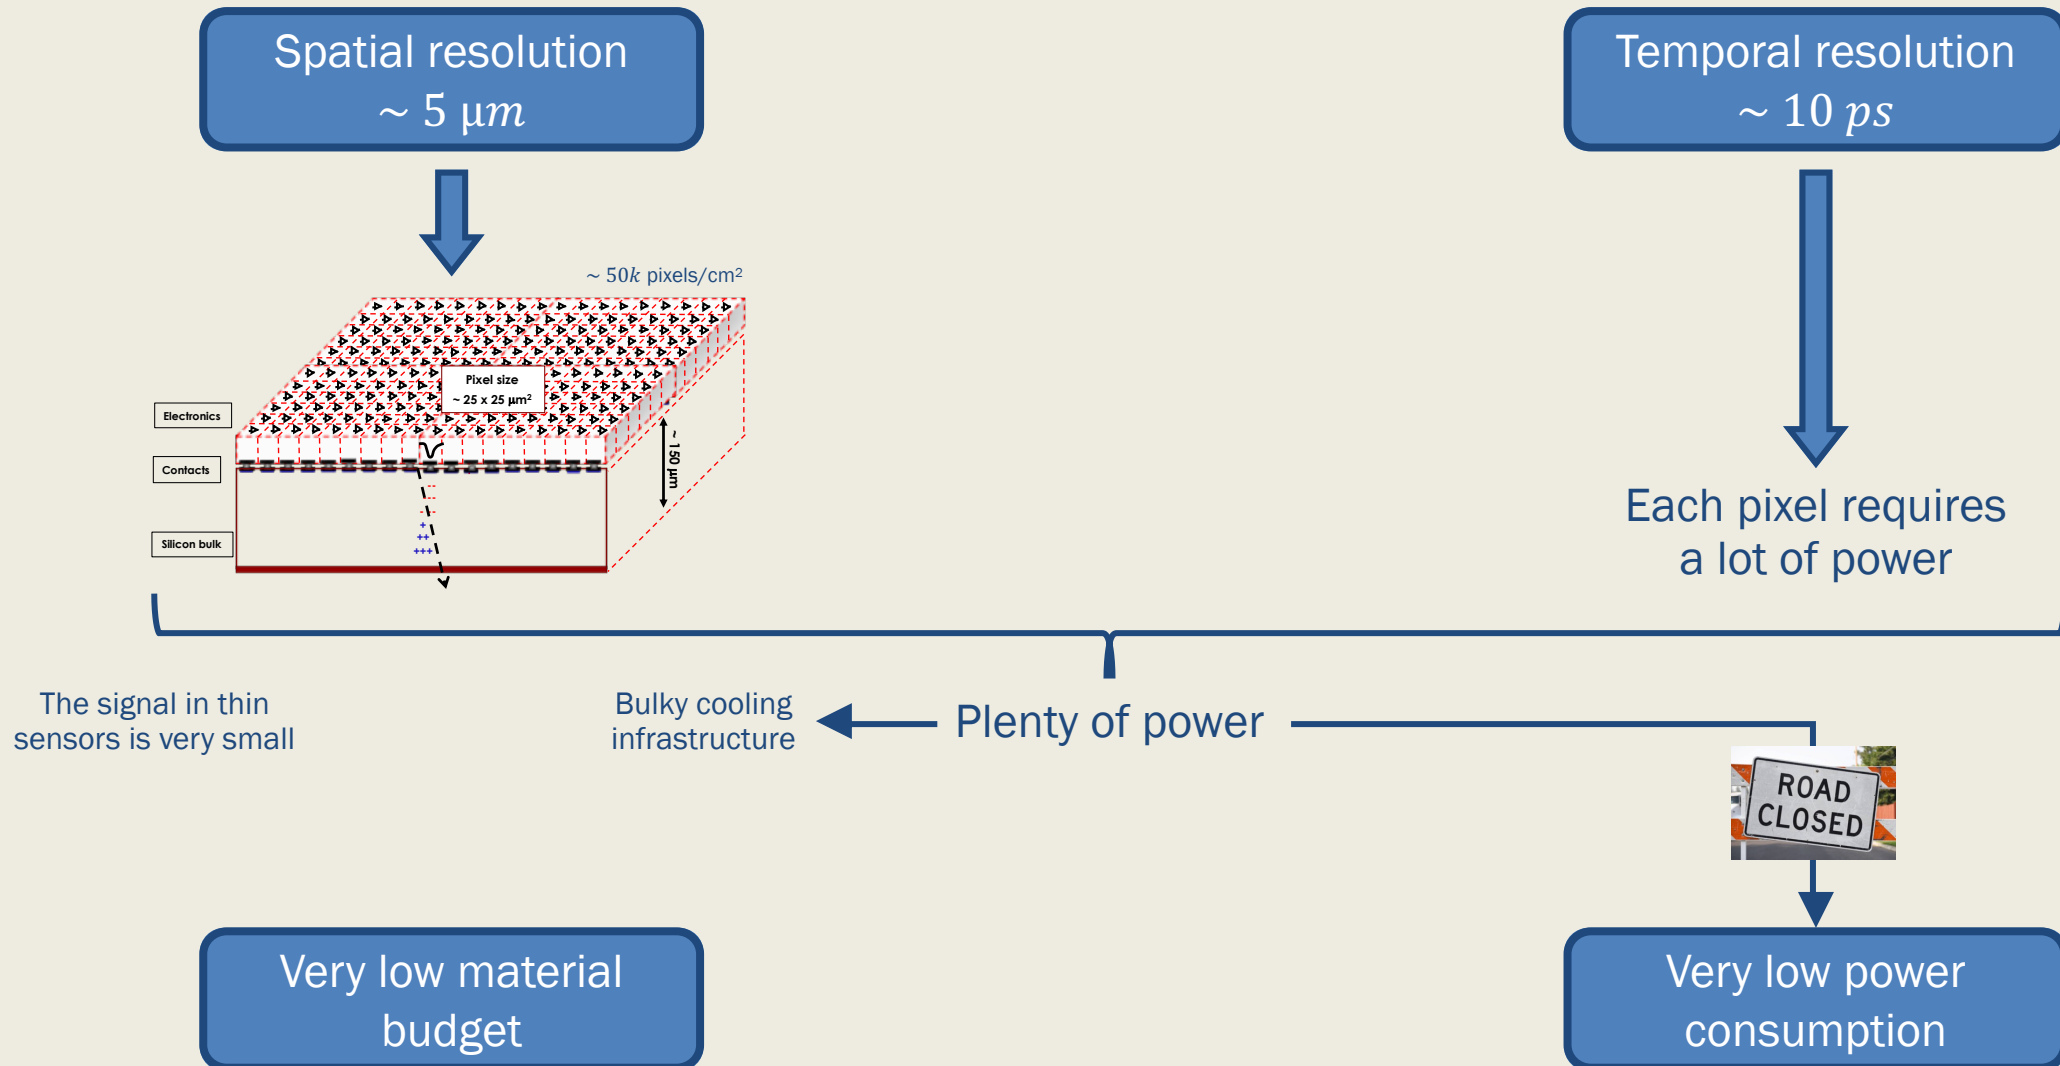 Spatial resolution
~ 5 μm
Temporal resolution
~ 10 ps
~ 50k pixels/cm²
Pixel size
~ 25 x 25 μm²
Electronics
Contacts
Silicon bulk
~ 150 μm
Each pixel requires
a lot of power
The signal in thin
sensors is very small
Bulky cooling
infrastructure
Plenty of power
ROAD
CLOSED
Very low material
budget
Very low power
consumption